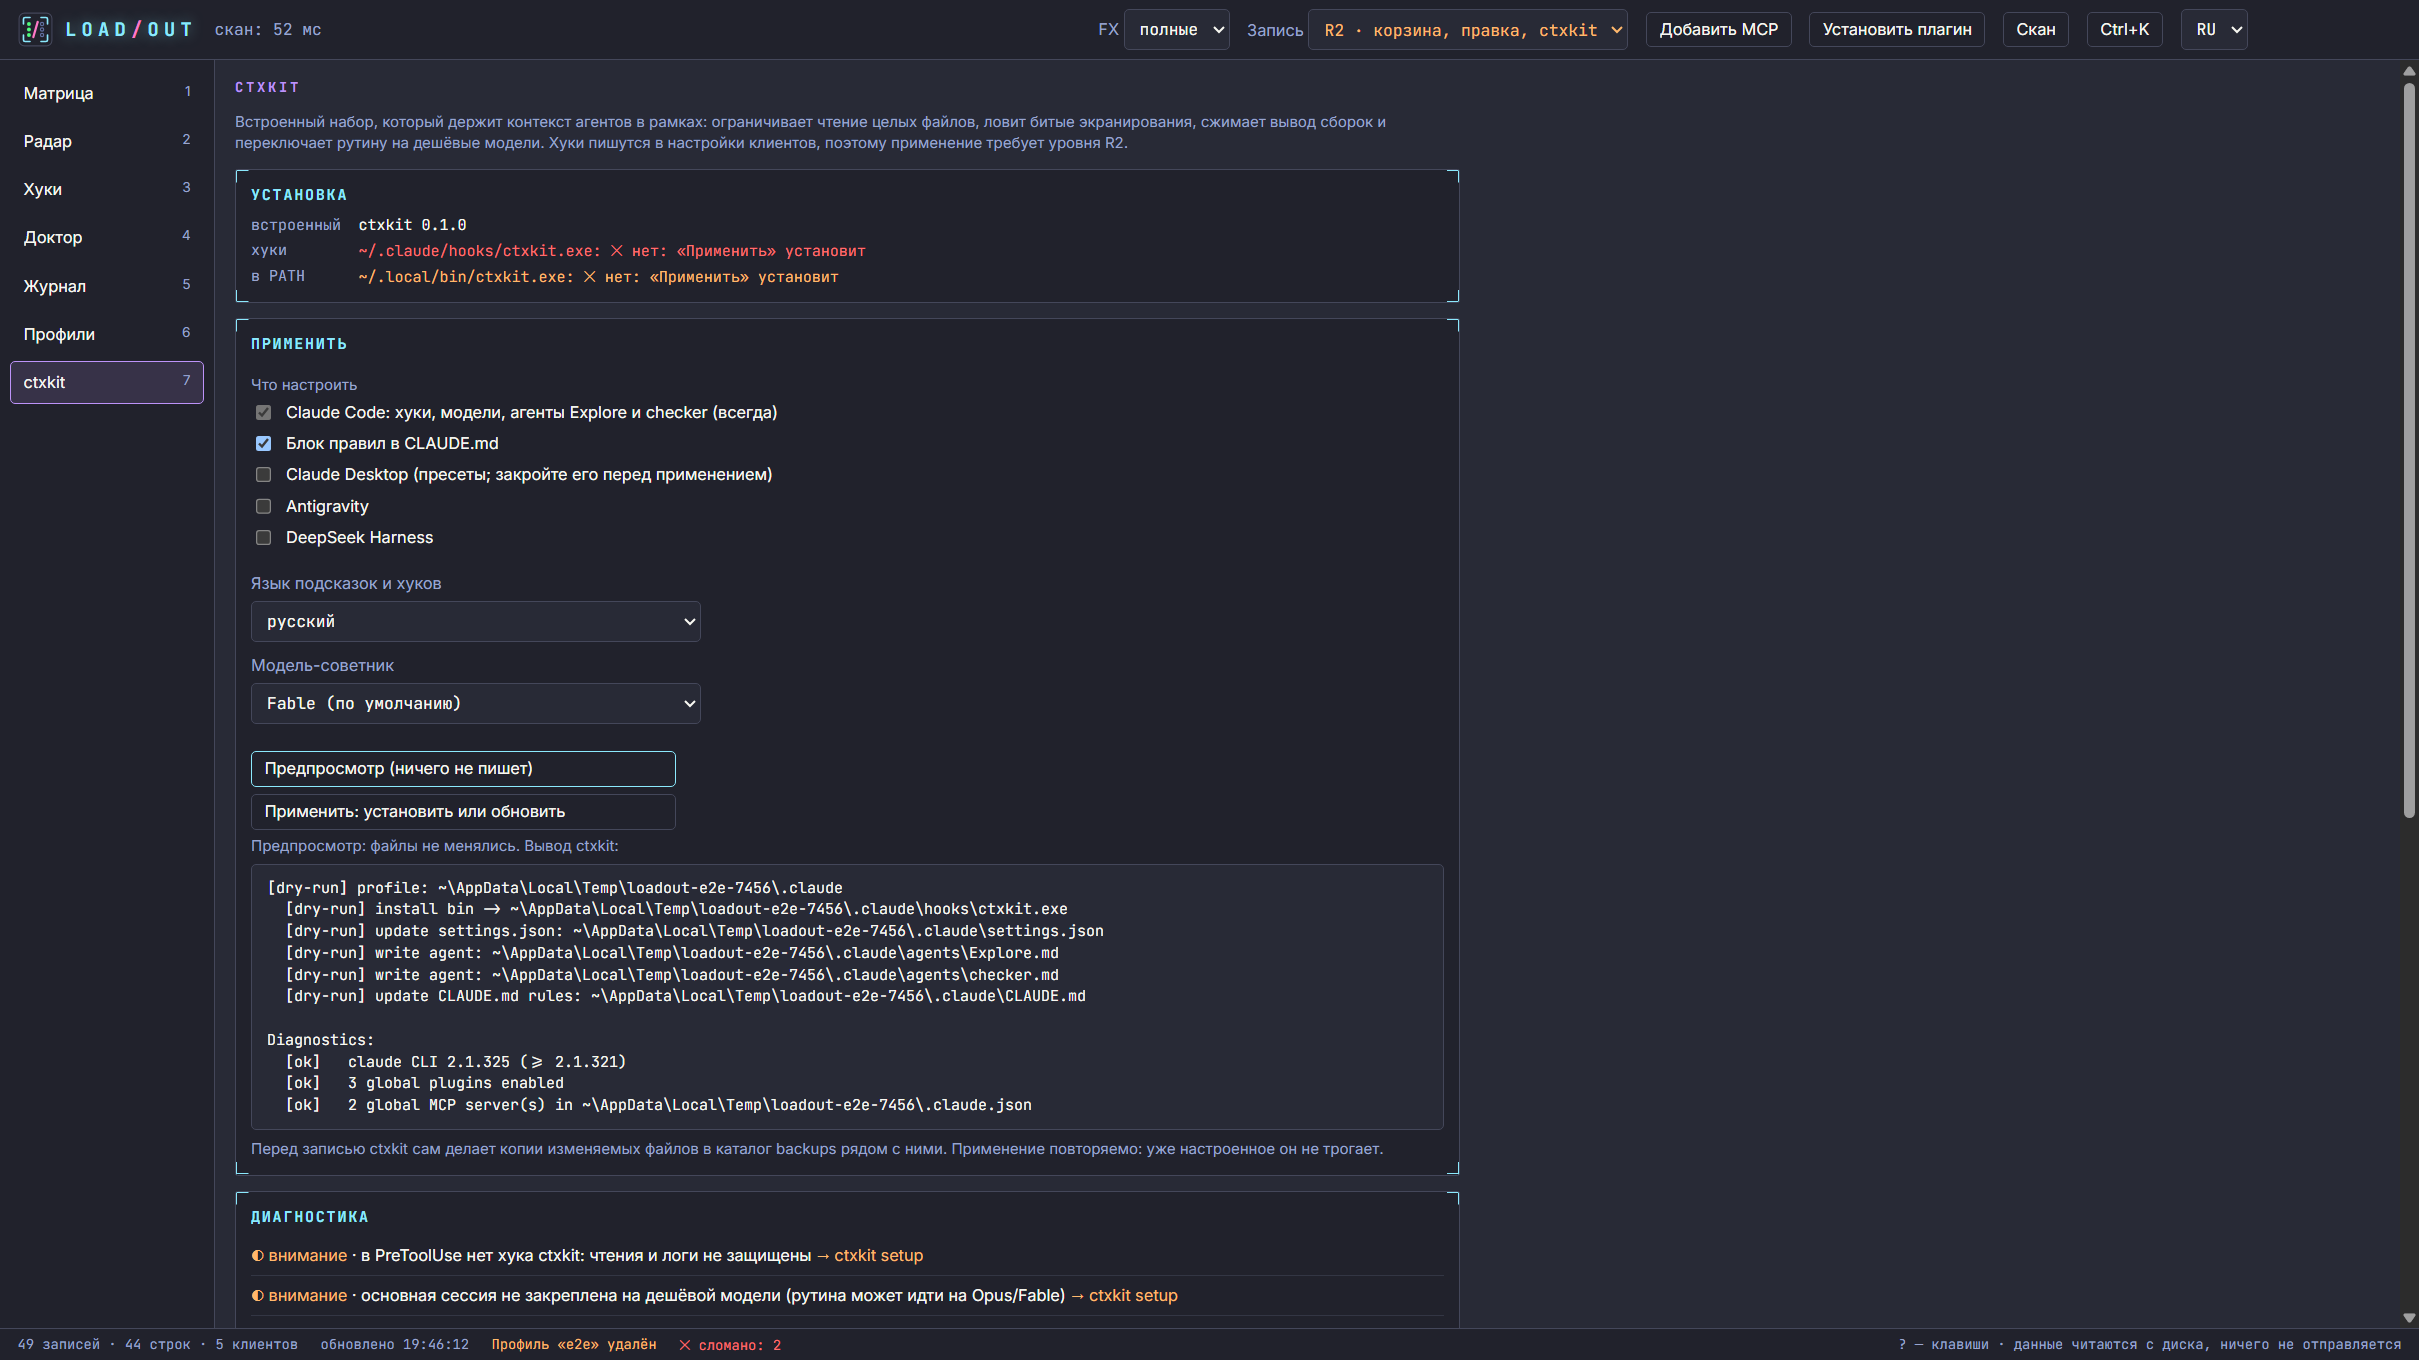 LOAD/OUT скан: 52 мс FX полные Запись R2 · корзина, правка, ctxkit Добавить MCP Установить плагин Скан Ctrl+K RU
Матрица 1
Радар 2
Хуки 3
Доктор 4
Журнал 5
Профили 6
ctxkit 7
CTXKIT
Встроенный набор, который держит контекст агентов в рамках: ограничивает чтение целых файлов, ловит битые экранирования, сжимает вывод сборок и
переключает рутину на дешёвые модели. Хуки пишутся в настройки клиентов, поэтому применение требует уровня R2.
УСТАНОВКА
встроенный ctxkit 0.1.0
хуки ~/.claude/hooks/ctxkit.exe: ✕ нет: «Применить» установит
в PATH ~/.local/bin/ctxkit.exe: ✕ нет: «Применить» установит
ПРИМЕНИТЬ
Что настроить
Claude Code: хуки, модели, агенты Explore и checker (всегда)
Блок правил в CLAUDE.md
Claude Desktop (пресеты; закройте его перед применением)
Antigravity
DeepSeek Harness
Язык подсказок и хуков
русский
Модель-советник
Fable (по умолчанию)
Предпросмотр (ничего не пишет)
Применить: установить или обновить
Предпросмотр: файлы не менялись. Вывод ctxkit:
[dry-run] profile: ~\AppData\Local\Temp\loadout-e2e-7456\.claude
[dry-run] install bin -> ~\AppData\Local\Temp\loadout-e2e-7456\.claude\hooks\ctxkit.exe
[dry-run] update settings.json: ~\AppData\Local\Temp\loadout-e2e-7456\.claude\settings.json
[dry-run] write agent: ~\AppData\Local\Temp\loadout-e2e-7456\.claude\agents\Explore.md
[dry-run] write agent: ~\AppData\Local\Temp\loadout-e2e-7456\.claude\agents\checker.md
[dry-run] update CLAUDE.md rules: ~\AppData\Local\Temp\loadout-e2e-7456\.claude\CLAUDE.md
Diagnostics:
[ok] claude CLI 2.1.325 (>= 2.1.321)
[ok] 3 global plugins enabled
[ok] 2 global MCP server(s) in ~\AppData\Local\Temp\loadout-e2e-7456\.claude.json
Перед записью ctxkit сам делает копии изменяемых файлов в каталог backups рядом с ними. Применение повторяемо: уже настроенное он не трогает.
ДИАГНОСТИКА
◐ внимание · в PreToolUse нет хука ctxkit: чтения и логи не защищены → ctxkit setup
◐ внимание · основная сессия не закреплена на дешёвой модели (рутина может идти на Opus/Fable) → ctxkit setup
49 записей · 44 строк · 5 клиентов обновлено 19:46:12 Профиль «e2e» удалён ✕ сломано: 2 ? — клавиши · данные читаются с диска, ничего не отправляется